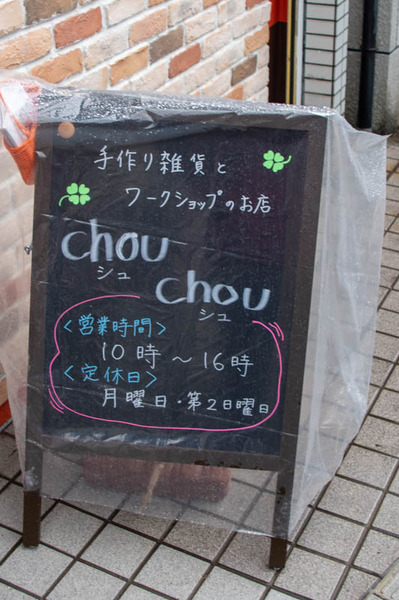 手作り雑貨と
ワークショップのお店
chou
シュ
chou
シュ
<営業時間>
10時～16時
<定休日>
月曜日・第2日曜日